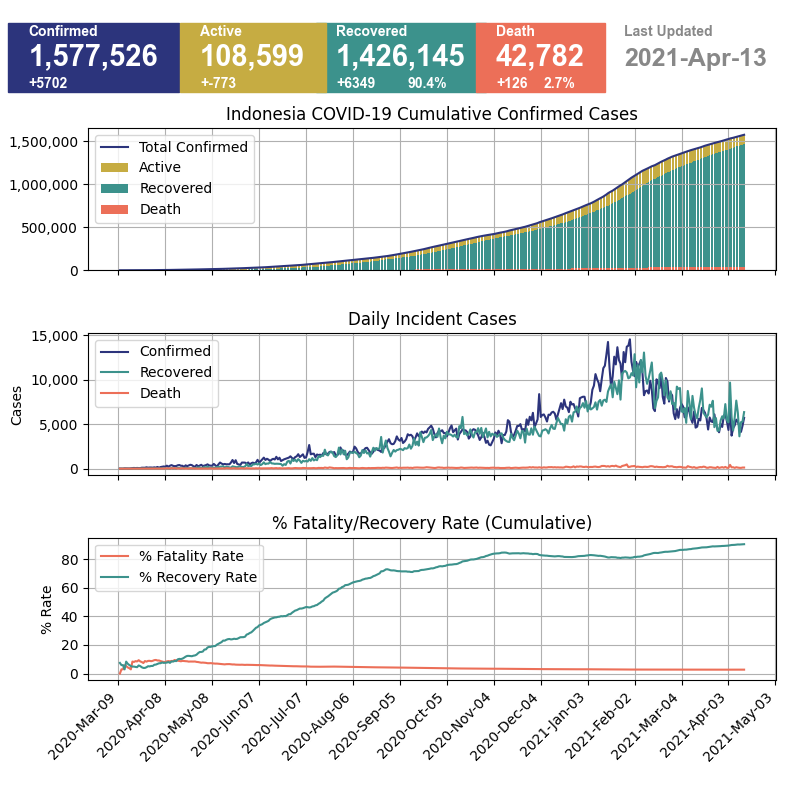 Confirmed Active Recovered Death Last Updated
1,577,526 108,599 1,426,145 42,782 2021-Apr-13
+5702 +-773 +6349 90.4% +126 2.7%
Indonesia COVID-19 Cumulative Confirmed Cases
1,500,000
1,000,000
500,000
0
Total Confirmed
Active
Recovered
Death
Daily Incident Cases
15,000
10,000
5,000
0
Cases
Confirmed
Recovered
Death
% Fatality/Recovery Rate (Cumulative)
80
60
40
20
0
% Rate
% Fatality Rate
% Recovery Rate
2020-Mar-09
2020-Apr-08
2020-May-08
2020-Jun-07
2020-Jul-07
2020-Aug-06
2020-Sep-05
2020-Oct-05
2020-Nov-04
2020-Dec-04
2021-Jan-03
2021-Feb-02
2021-Mar-04
2021-Apr-03
2021-May-03